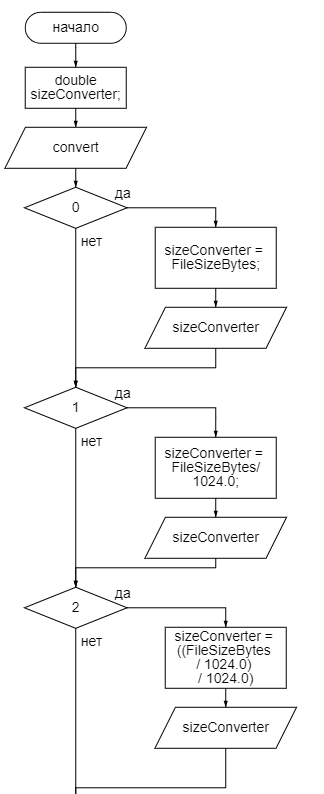 начало
double
sizeConverter;
convert
0
да
нет
sizeConverter =
FileSizeBytes;
sizeConverter
1
да
нет
sizeConverter =
FileSizeBytes/
1024.0;
sizeConverter
2
да
нет
sizeConverter =
((FileSizeBytes
/ 1024.0)
/ 1024.0)
sizeConverter